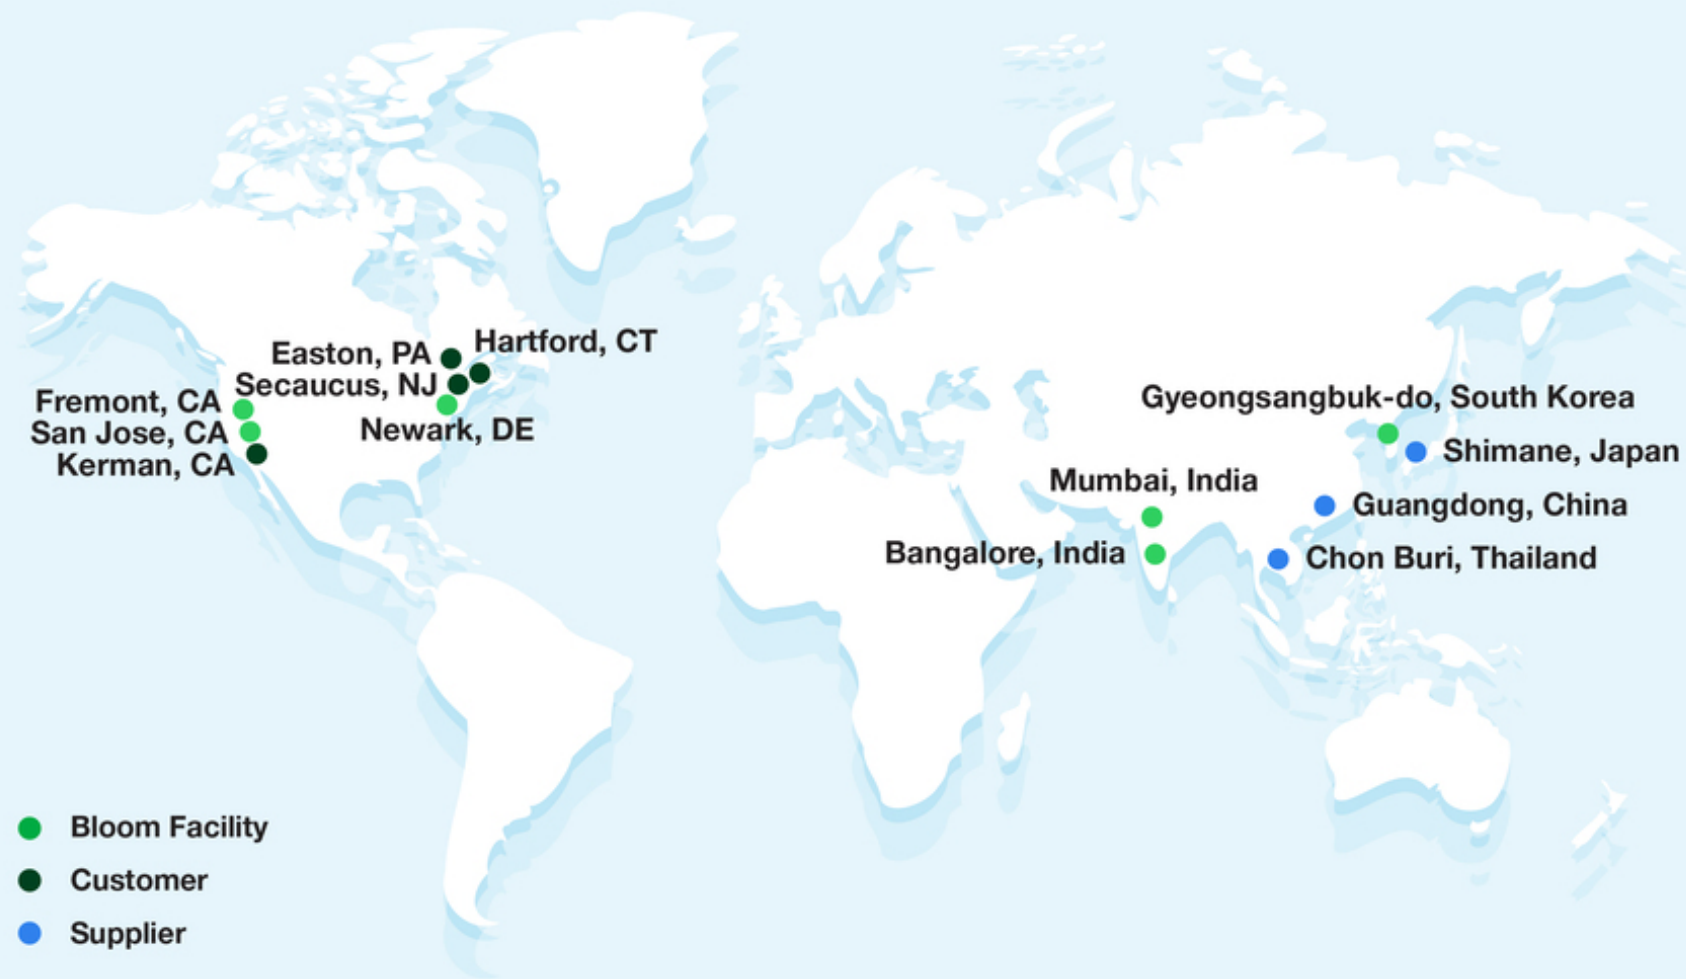 Hartford, CT
Easton, PA
Secaucus, NJ
Fremont, CA
San Jose, CA
Newark, DE
Kerman, CA
Gyeongsangbuk-do, South Korea
Shimane, Japan
Mumbai, India
Guangdong, China
Bangalore, India
Chon Buri, Thailand
Bloom Facility
Customer
Supplier